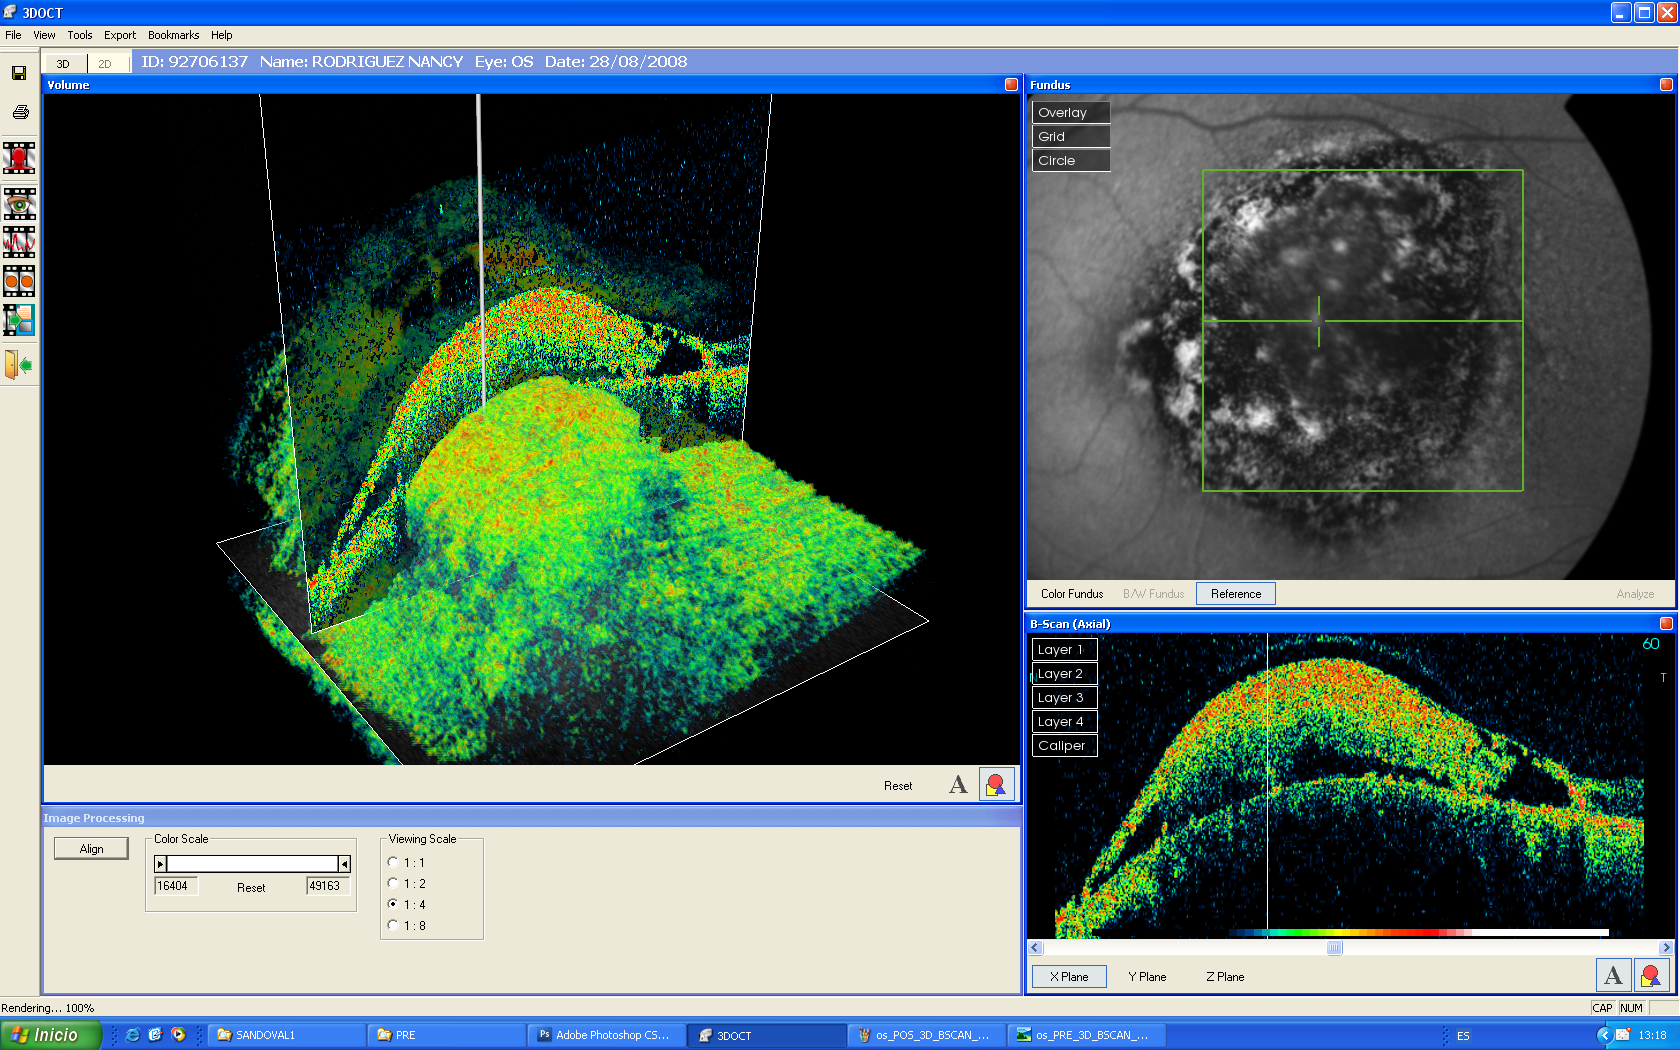 3DOCT
File View Tools Export Bookmarks Help
3D 2D ID: 92706137 Name: RODRIGUEZ NANCY Eye: OS Date: 28/08/2008
Volume
Reset A
Image Processing
Align
Color Scale
16404 Reset 49163
Viewing Scale
1 : 1
1 : 2
1 : 4
1 : 8
Fundus
Overlay
Grid
Circle
Color Fundus B/W Fundus Reference Analyze
B-Scan (Axial)
60
Layer 1
Layer 2
N T
Layer 3
Layer 4
Caliper
X Plane Y Plane Z Plane A
Rendering... 100% CAP NUM
Inicio SANDOVAL1 PRE Ps Adobe Photoshop CS... 3DOCT os_POS_3D_BSCAN_... os_PRE_3D_BSCAN_... ES 13:18